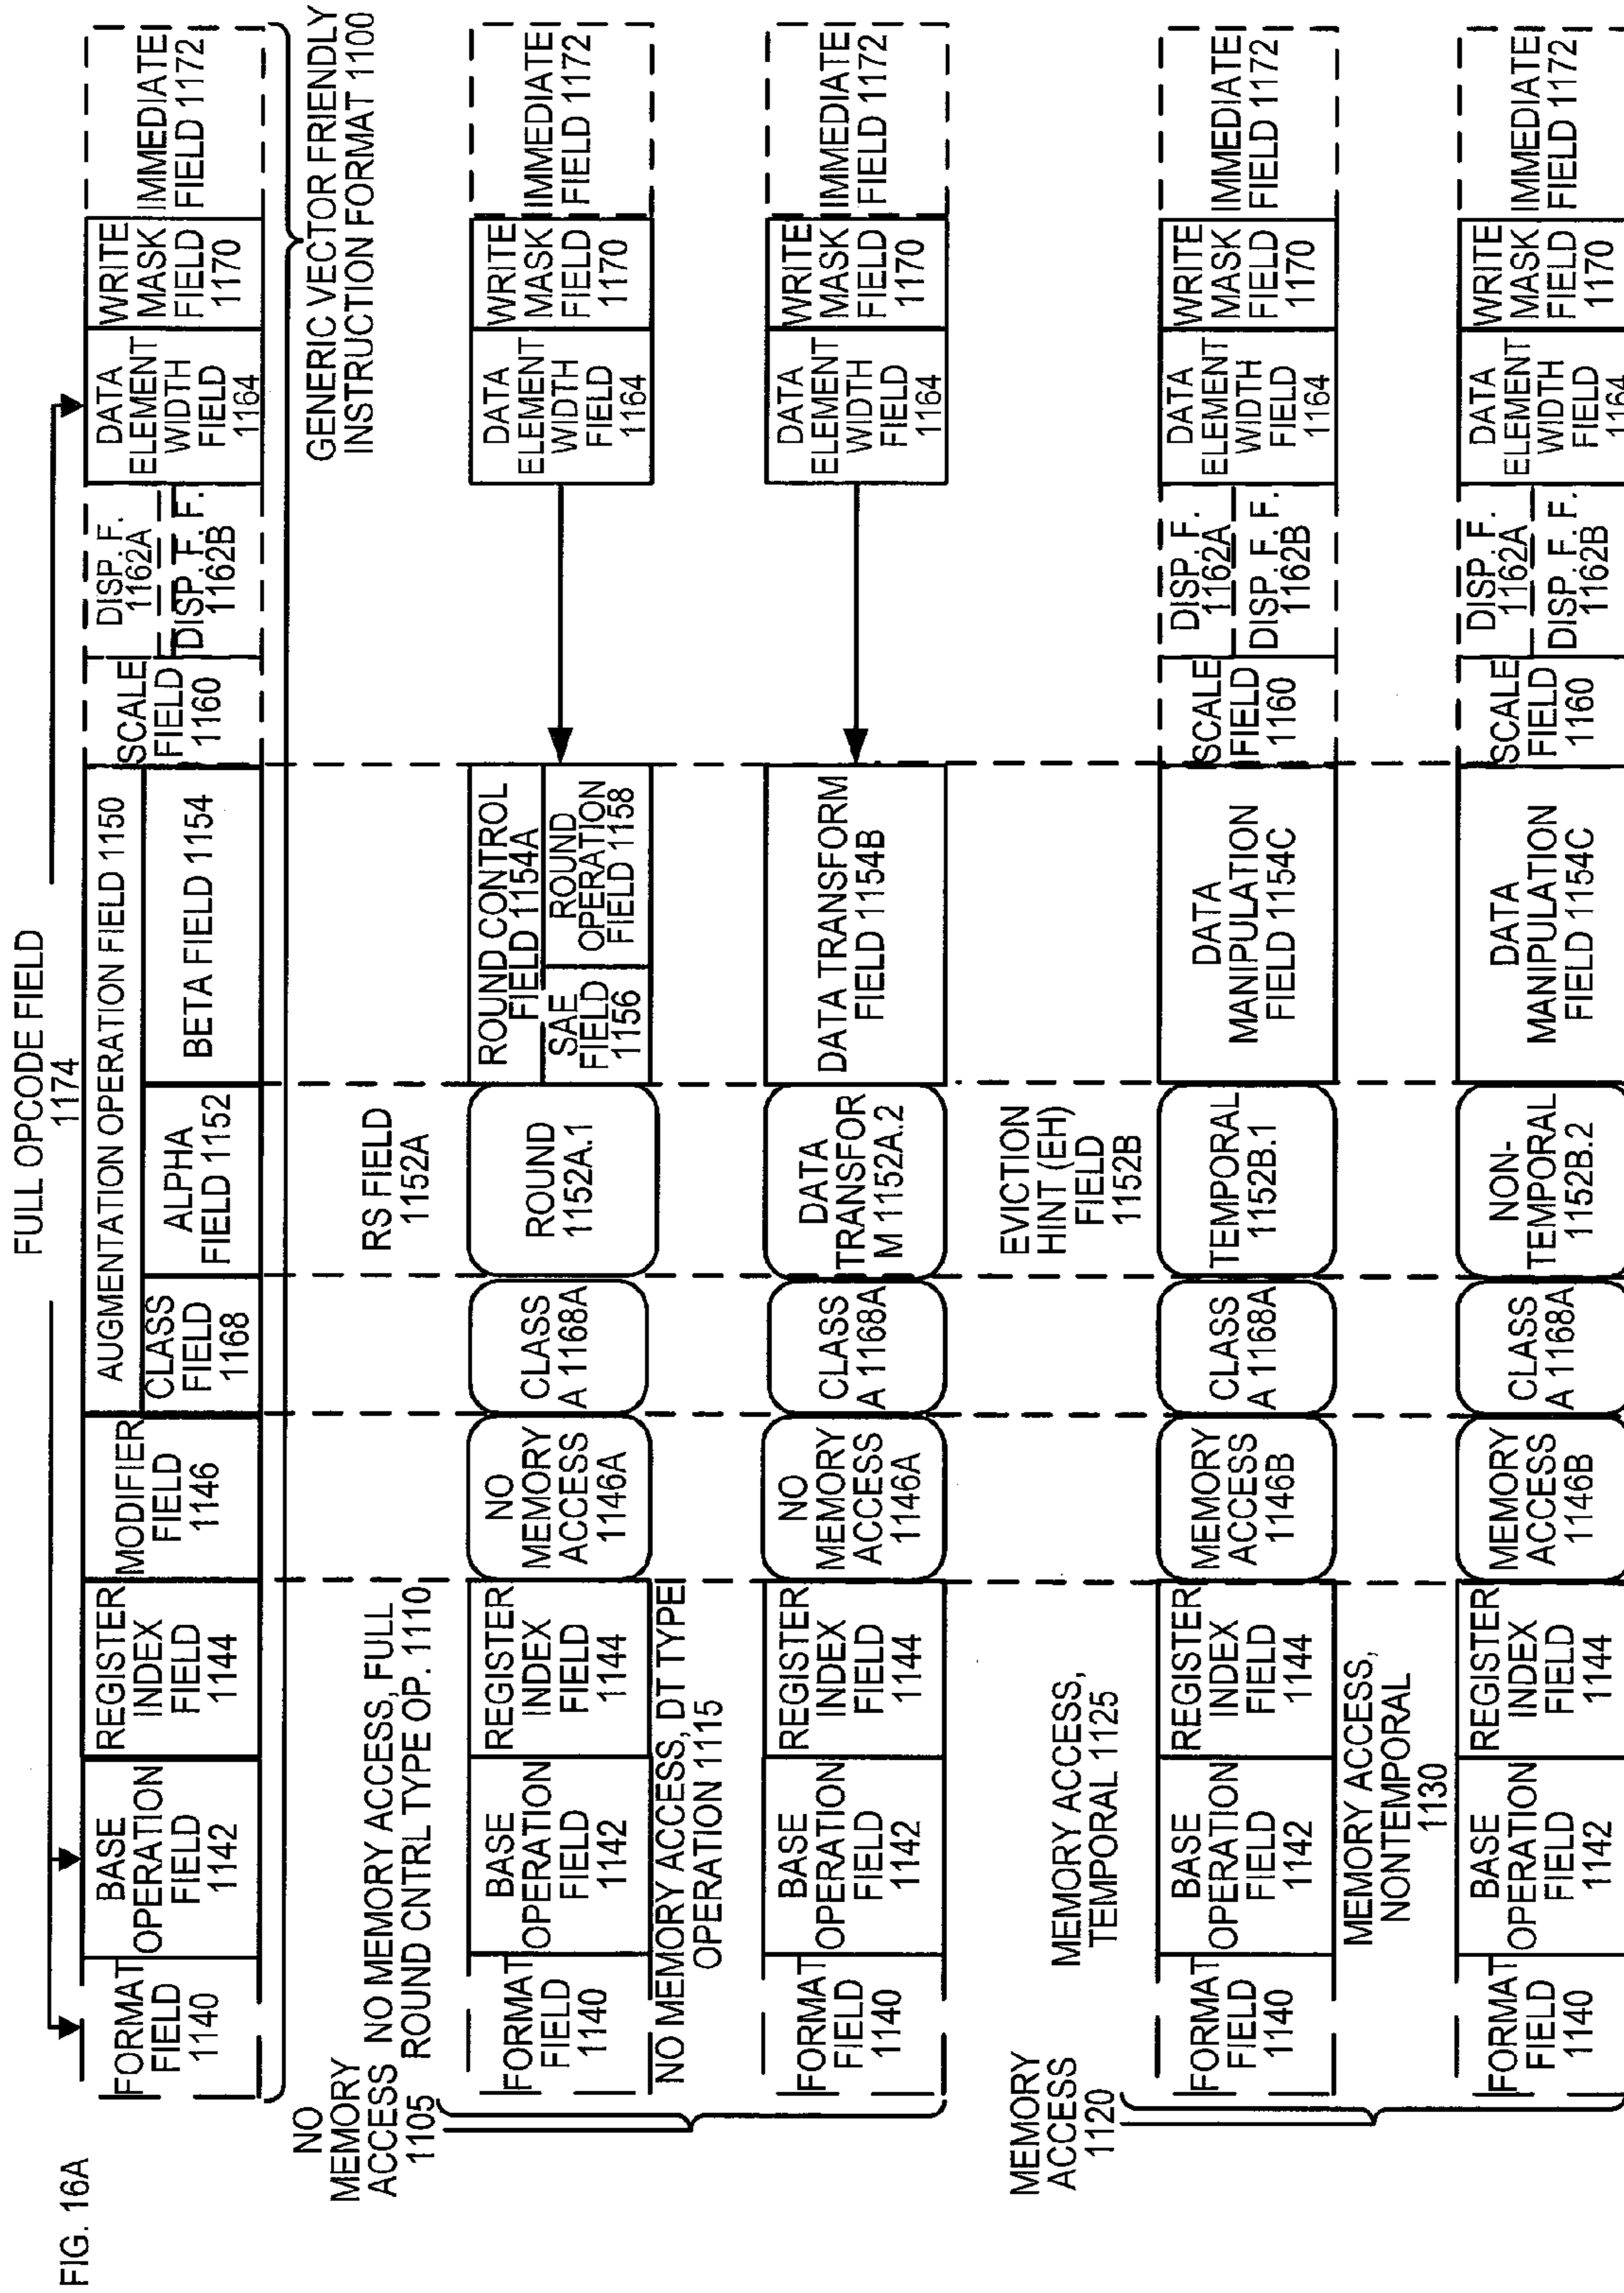 FIG. 16A
FULL OPCODE FIELD
1174
FORMAT
FIELD
1140
BASE
OPERATION
FIELD
1142
REGISTER
INDEX
FIELD
1144
MODIFIER
FIELD
1146
AUGMENTATION OPERATION FIELD 1150
CLASS
FIELD
1168
ALPHA
FIELD 1152
BETA FIELD 1154
SCALE
FIELD
1160
DISP. F.
1162A
DISP. F. F.
1162B
DATA
ELEMENT
WIDTH
FIELD
1164
WRITE
MASK
FIELD
1170
IMMEDIATE
FIELD 1172
GENERIC VECTOR FRIENDLY
INSTRUCTION FORMAT 1100
NO
MEMORY
ACCESS
1105
NO MEMORY ACCESS, FULL
ROUND CNTRL TYPE OP. 1110
RS FIELD
1152A
FORMAT
FIELD
1140
BASE
OPERATION
FIELD
1142
REGISTER
INDEX
FIELD
1144
NO
MEMORY
ACCESS
1146A
CLASS
A 1168A
ROUND
1152A.1
ROUND CONTROL
FIELD 1154A
SAE
FIELD
1156
ROUND
OPERATION
FIELD 1158
DATA
ELEMENT
WIDTH
FIELD
1164
WRITE
MASK
FIELD
1170
IMMEDIATE
FIELD 1172
NO MEMORY ACCESS, DT TYPE
OPERATION 1115
FORMAT
FIELD
1140
BASE
OPERATION
FIELD
1142
REGISTER
INDEX
FIELD
1144
NO
MEMORY
ACCESS
1146A
CLASS
A 1168A
DATA
TRANSFOR
M 1152A.2
DATA TRANSFORM
FIELD 1154B
DATA
ELEMENT
WIDTH
FIELD
1164
WRITE
MASK
FIELD
1170
IMMEDIATE
FIELD 1172
MEMORY
ACCESS
1120
MEMORY ACCESS,
TEMPORAL 1125
EVICTION
HINT (EH)
FIELD
1152B
FORMAT
FIELD
1140
BASE
OPERATION
FIELD
1142
REGISTER
INDEX
FIELD
1144
MEMORY
ACCESS
1146B
CLASS
A 1168A
TEMPORAL
1152B.1
DATA
MANIPULATION
FIELD 1154C
SCALE
FIELD
1160
DISP. F.
1162A
DISP. F. F.
1162B
DATA
ELEMENT
WIDTH
FIELD
1164
WRITE
MASK
FIELD
1170
IMMEDIATE
FIELD 1172
MEMORY ACCESS,
NONTEMPORAL
1130
FORMAT
FIELD
1140
BASE
OPERATION
FIELD
1142
REGISTER
INDEX
FIELD
1144
MEMORY
ACCESS
1146B
CLASS
A 1168A
NON-
TEMPORAL
1152B.2
DATA
MANIPULATION
FIELD 1154C
SCALE
FIELD
1160
DISP. F.
1162A
DISP. F. F.
1162B
DATA
ELEMENT
WIDTH
FIELD
1164
WRITE
MASK
FIELD
1170
IMMEDIATE
FIELD 1172